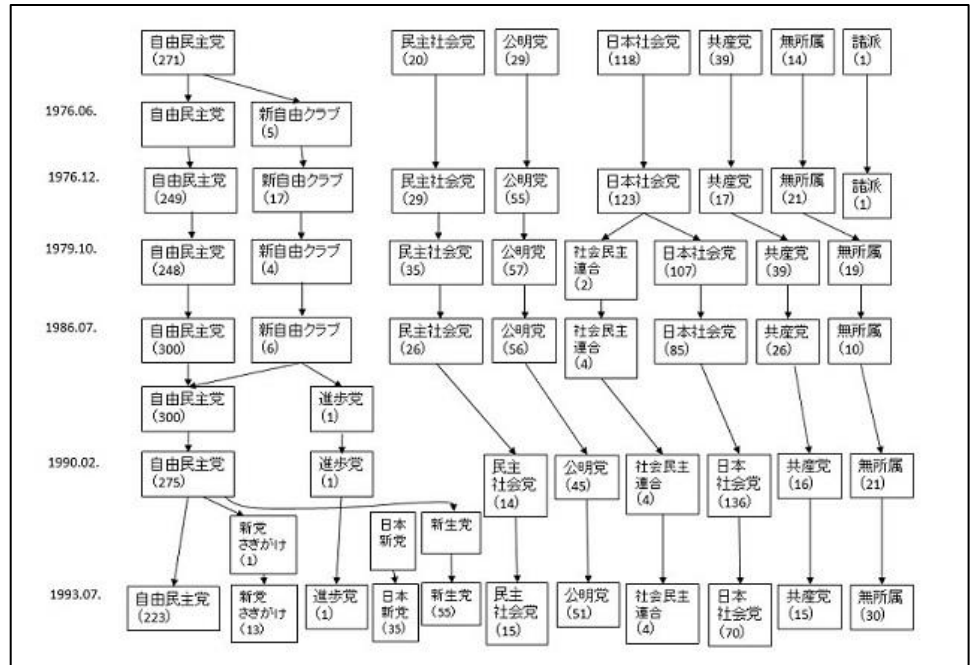 自由民主党
(271)
民主社会党
(20)
公明党
(29)
日本社会党
(118)
共産党
(39)
無所属
(14)
諸派
(1)
1976.06.
自由民主党
新自由クラブ
(5)
1976.12.
自由民主党
(249)
新自由クラブ
(17)
民主社会党
(29)
公明党
(55)
日本社会党
(123)
共産党
(17)
無所属
(21)
諸派
(1)
1979.10.
自由民主党
(248)
新自由クラブ
(4)
民主社会党
(35)
公明党
(57)
社会民主
連合
(2)
日本社会党
(107)
共産党
(39)
無所属
(19)
1986.07.
自由民主党
(300)
新自由クラブ
(6)
民主社会党
(26)
公明党
(56)
社会民主
連合
(4)
日本社会党
(85)
共産党
(26)
無所属
(10)
自由民主党
(300)
進歩党
(1)
1990.02.
自由民主党
(275)
進歩党
(1)
民主
社会党
(14)
公明党
(45)
社会民主
連合
(4)
日本
社会党
(136)
共産党
(16)
無所属
(21)
新党
さきがけ
(1)
日本
新党
新生党
1993.07.
自由民主党
(223)
新党
さきがけ
(13)
進歩党
(1)
日本
新党
(35)
新生党
(55)
民主
社会党
(15)
公明党
(51)
社会民主
連合
(4)
日本
社会党
(70)
共産党
(15)
無所属
(30)